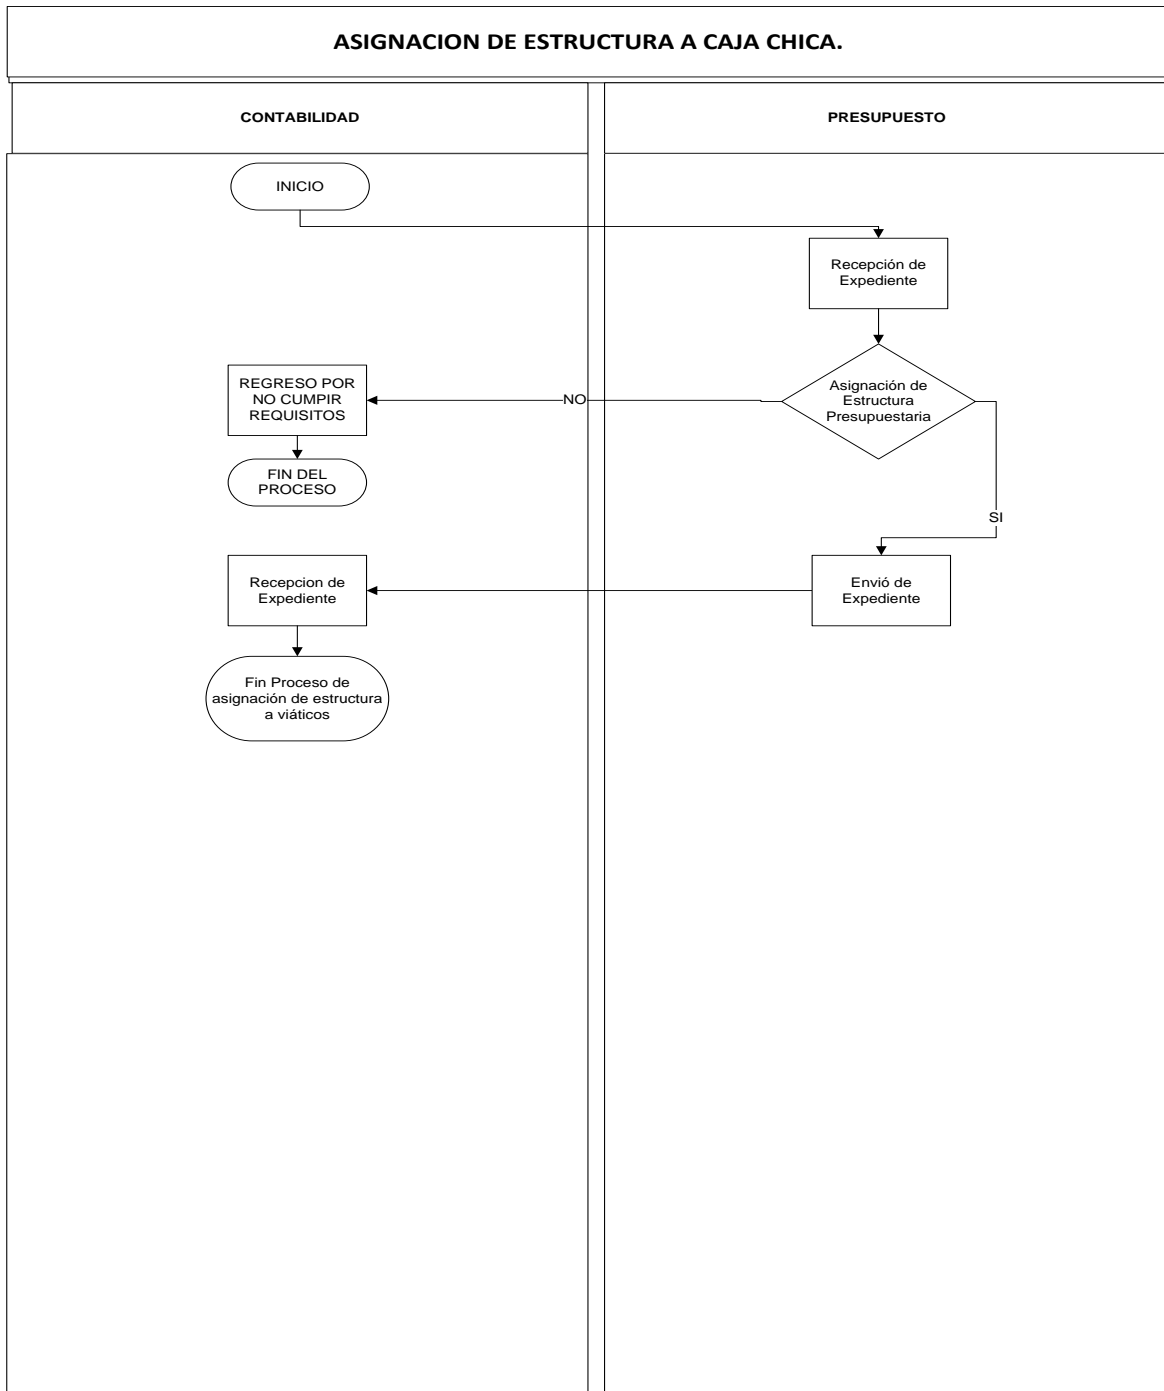 ASIGNACION DE ESTRUCTURA A CAJA CHICA.
CONTABILIDAD
PRESUPUESTO
INICIO
Recepción de
Expediente
Asignación de
Estructura
Presupuestaria
NO
REGRESO POR
NO CUMPIR
REQUISITOS
FIN DEL
PROCESO
SI
Envió de
Expediente
Recepcion de
Expediente
Fin Proceso de
asignación de estructura
a viáticos